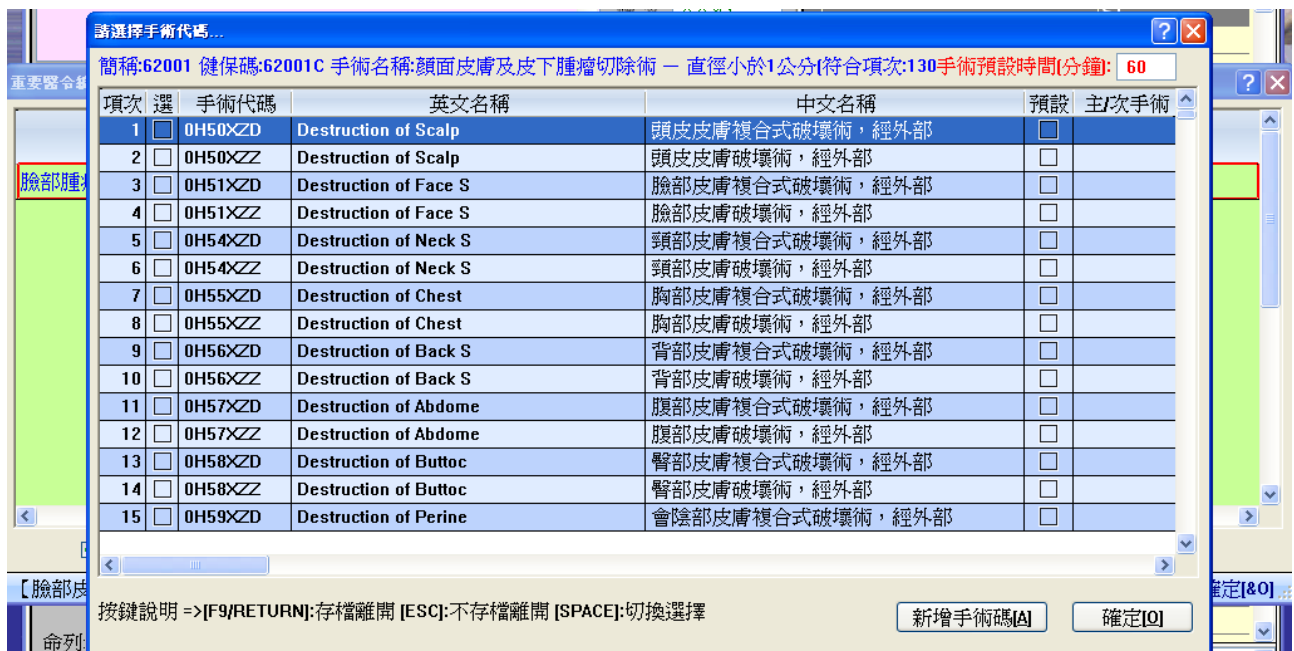 請選擇手術代碼...
簡稱:62001 健保碼:62001C 手術名稱:顏面皮膚及皮下腫瘤切除術 — 直徑小於1公分(符合項次:130手術預設時間(分鐘): 60
重要醫令
項次 選 手術代碼 英文名稱 中文名稱 預設 主/次手術
1 0H50XZD Destruction of Scalp 頭皮皮膚複合式破壞術，經外部
2 0H50XZZ Destruction of Scalp 頭皮皮膚破壞術，經外部
臉部腫
3 0H51XZD Destruction of Face S 臉部皮膚複合式破壞術，經外部
4 0H51XZZ Destruction of Face S 臉部皮膚破壞術，經外部
5 0H54XZD Destruction of Neck S 頸部皮膚複合式破壞術，經外部
6 0H54XZZ Destruction of Neck S 頸部皮膚破壞術，經外部
7 0H55XZD Destruction of Chest 胸部皮膚複合式破壞術，經外部
8 0H55XZZ Destruction of Chest 胸部皮膚破壞術，經外部
9 0H56XZD Destruction of Back S 背部皮膚複合式破壞術，經外部
10 0H56XZZ Destruction of Back S 背部皮膚破壞術，經外部
11 0H57XZD Destruction of Abdome 腹部皮膚複合式破壞術，經外部
12 0H57XZZ Destruction of Abdome 腹部皮膚破壞術，經外部
13 0H58XZD Destruction of Buttoc 臀部皮膚複合式破壞術，經外部
14 0H58XZZ Destruction of Buttoc 臀部皮膚破壞術，經外部
15 0H59XZD Destruction of Perine 會陰部皮膚複合式破壞術，經外部
【臉部皮
確定[&O]
按鍵說明 =>[F9/RETURN]:存檔離開 [ESC]:不存檔離開 [SPACE]:切換選擇
新增手術碼[A] 確定[O]
命列